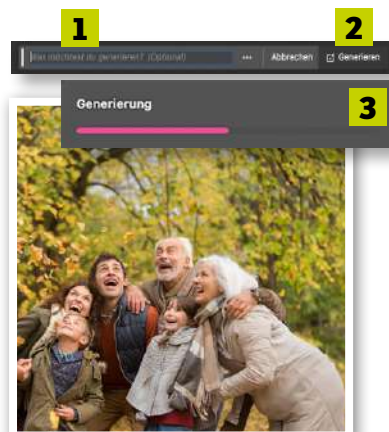 1
2
Was möchtest du generieren? (Optional)
... Abbrechen Generieren
Generierung
3